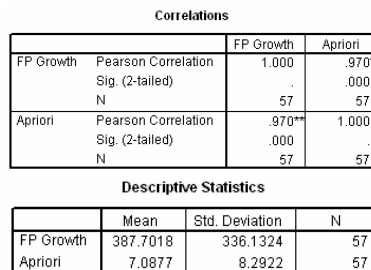 Correlations
FP Growth Apriori
FP Growth Pearson Correlation 1.000 .970*
Sig. (2-tailed) . .000
N 57 57
Apriori Pearson Correlation .970** 1.000
Sig. (2-tailed) .000 .
N 57 57
Descriptive Statistics
Mean Std. Deviation N
FP Growth 387.7018 336.1324 57
Apriori 7.0877 8.2922 57